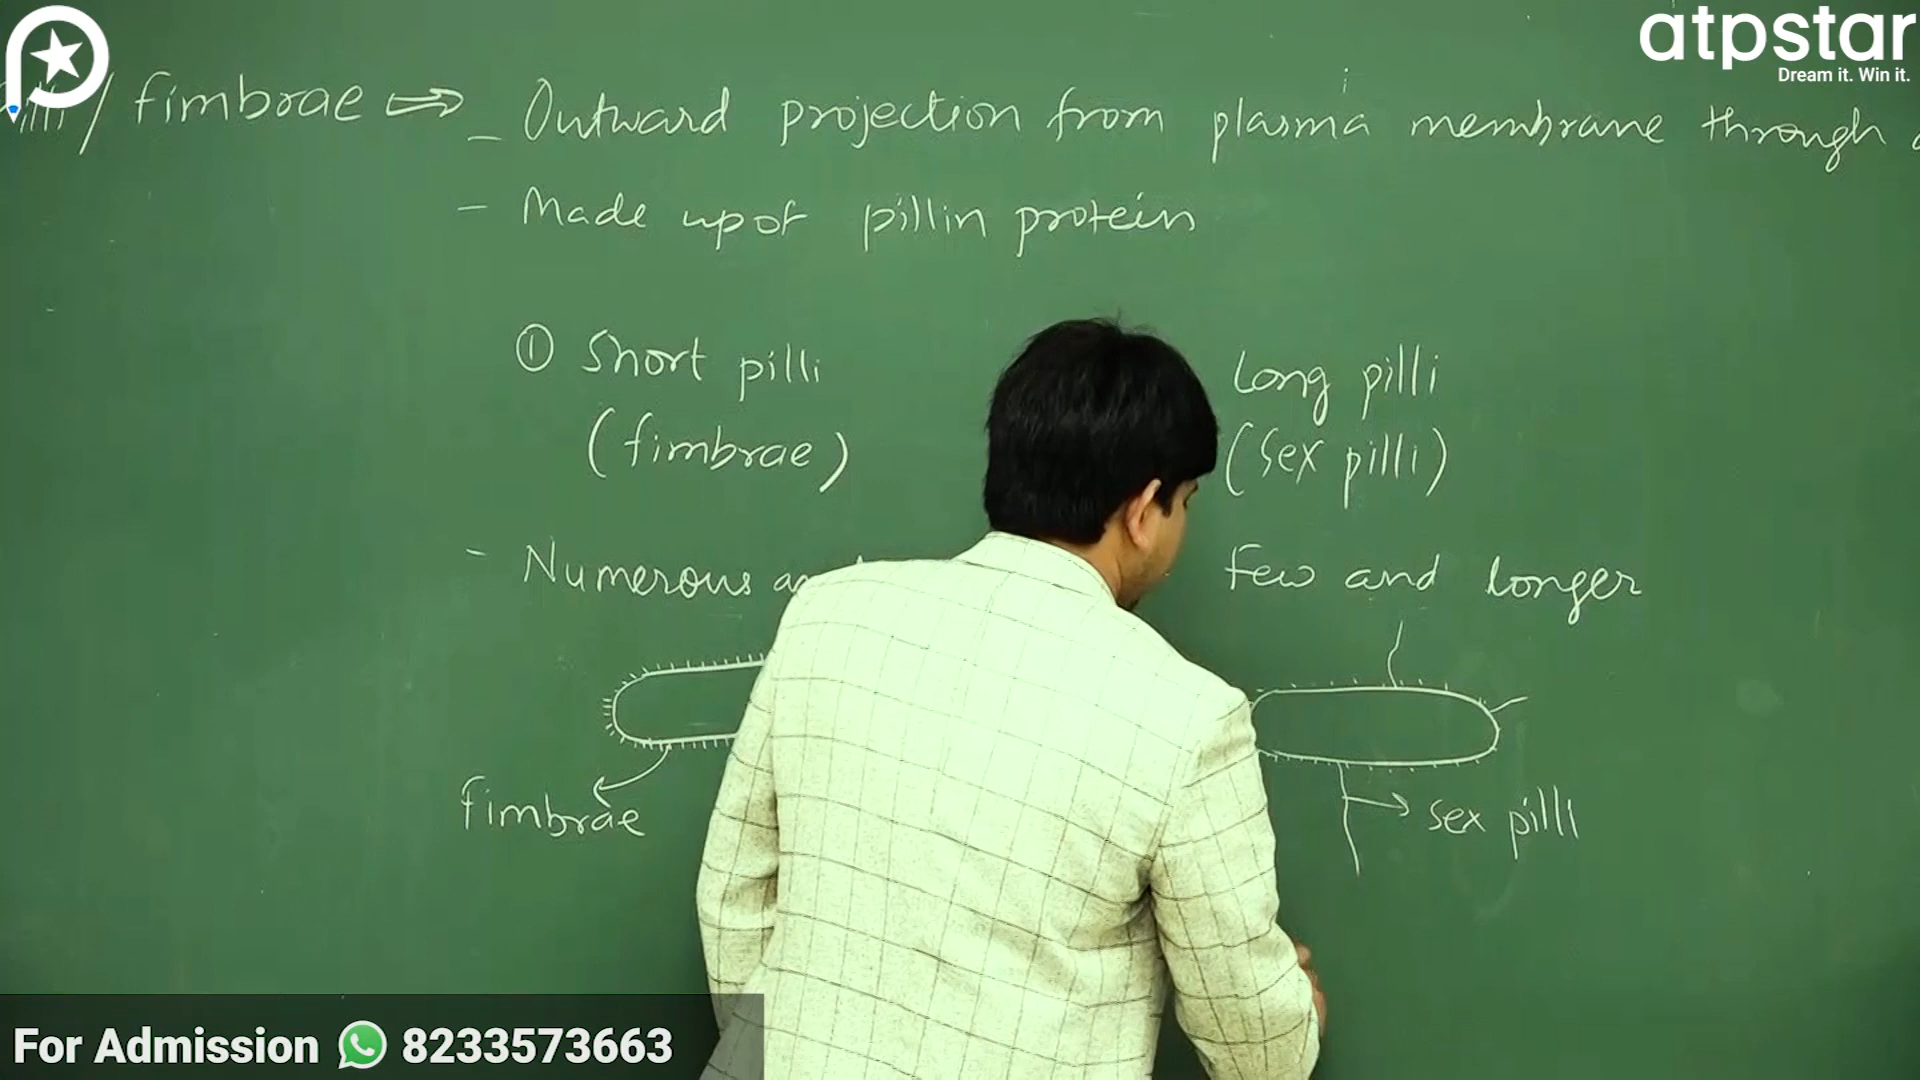 atpstar
Dream it. Win it.
/ fimbrae ⇒ - Outward projection from plasma membrane through
- Made up of pillin protein
① Short pilli
(fimbrae)
Long pilli
(Sex pilli)
- Numerous
Few and longer
fimbrae
sex pilli
For Admission 8233573663